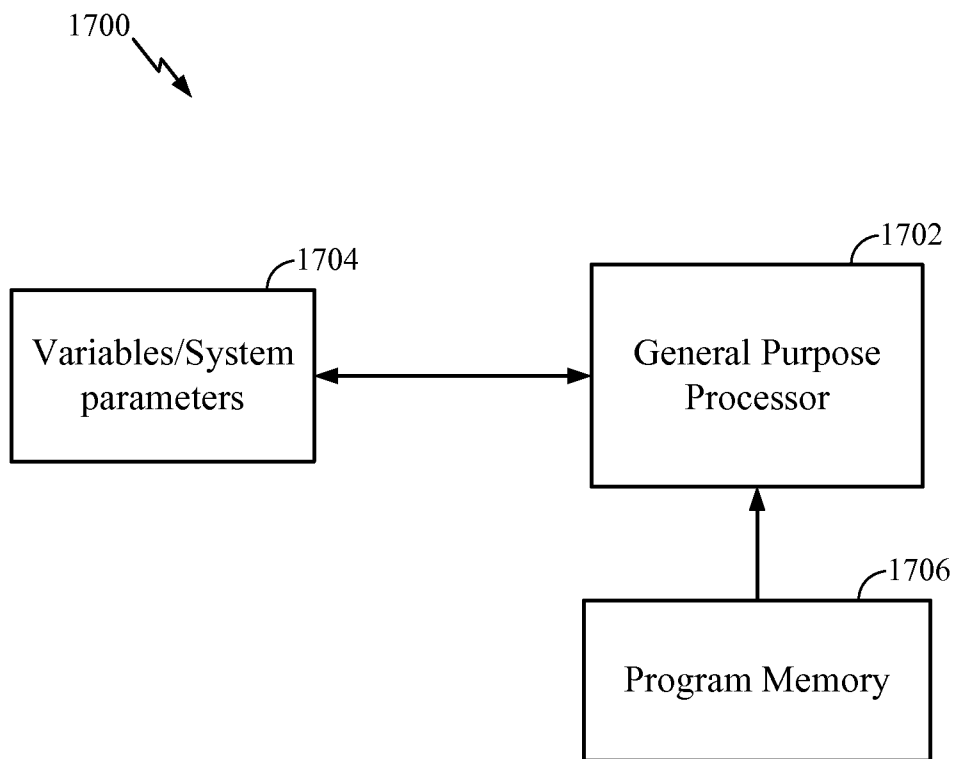 1700
1704
Variables/System
parameters
1702
General Purpose
Processor
1706
Program Memory